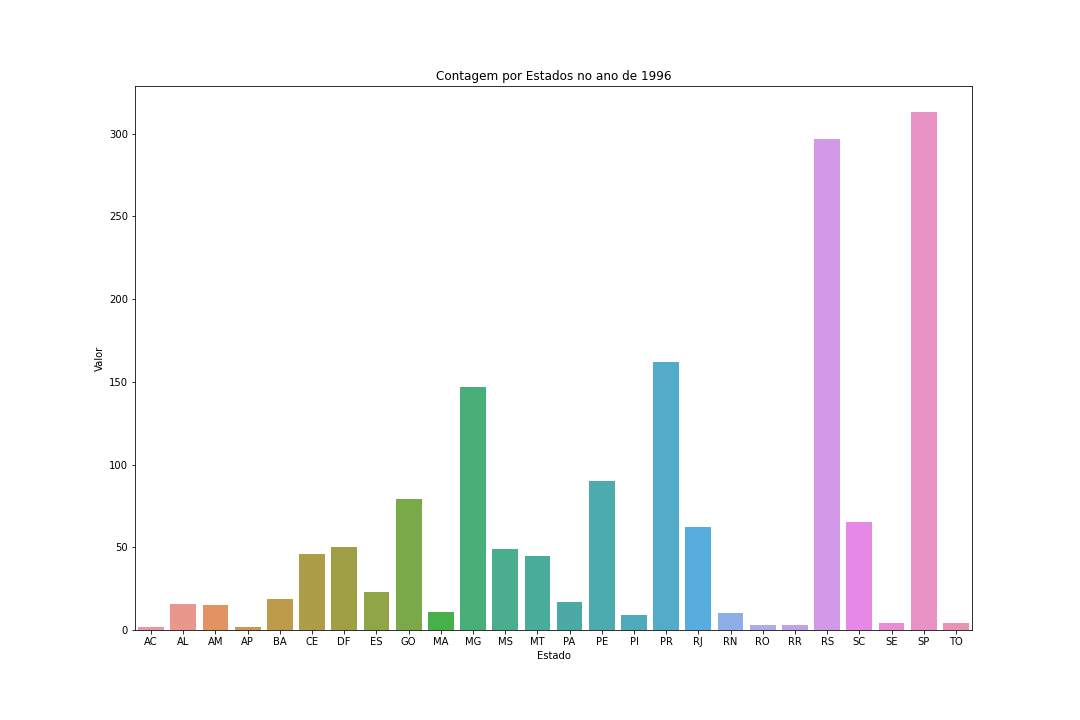 Contagem por Estados no ano de 1996
Valor
300
250
200
150
100
50
0
AC AL AM AP BA CE DF ES GO MA MG MS MT PA PE PI PR RJ RN RO RR RS SC SE SP TO
Estado